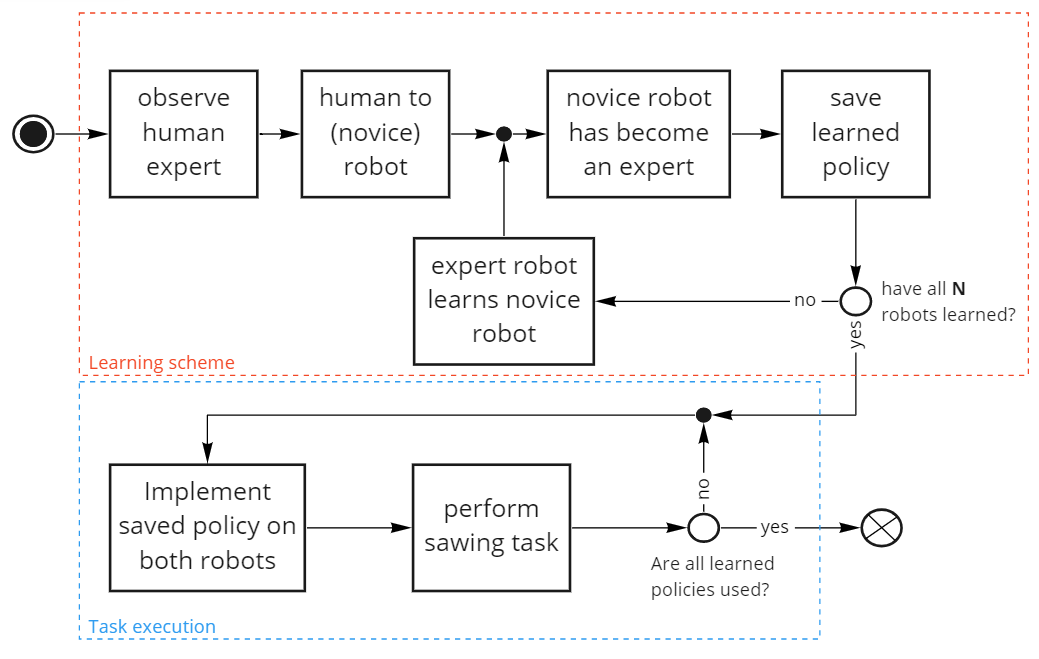 observe
human
expert
human to
(novice)
robot
novice robot
has become
an expert
save
learned
policy
expert robot
learns novice
robot
no
have all N
robots learned?
yes
Learning scheme
Implement
saved policy on
both robots
perform
sawing task
no
yes
Are all learned
policies used?
Task execution